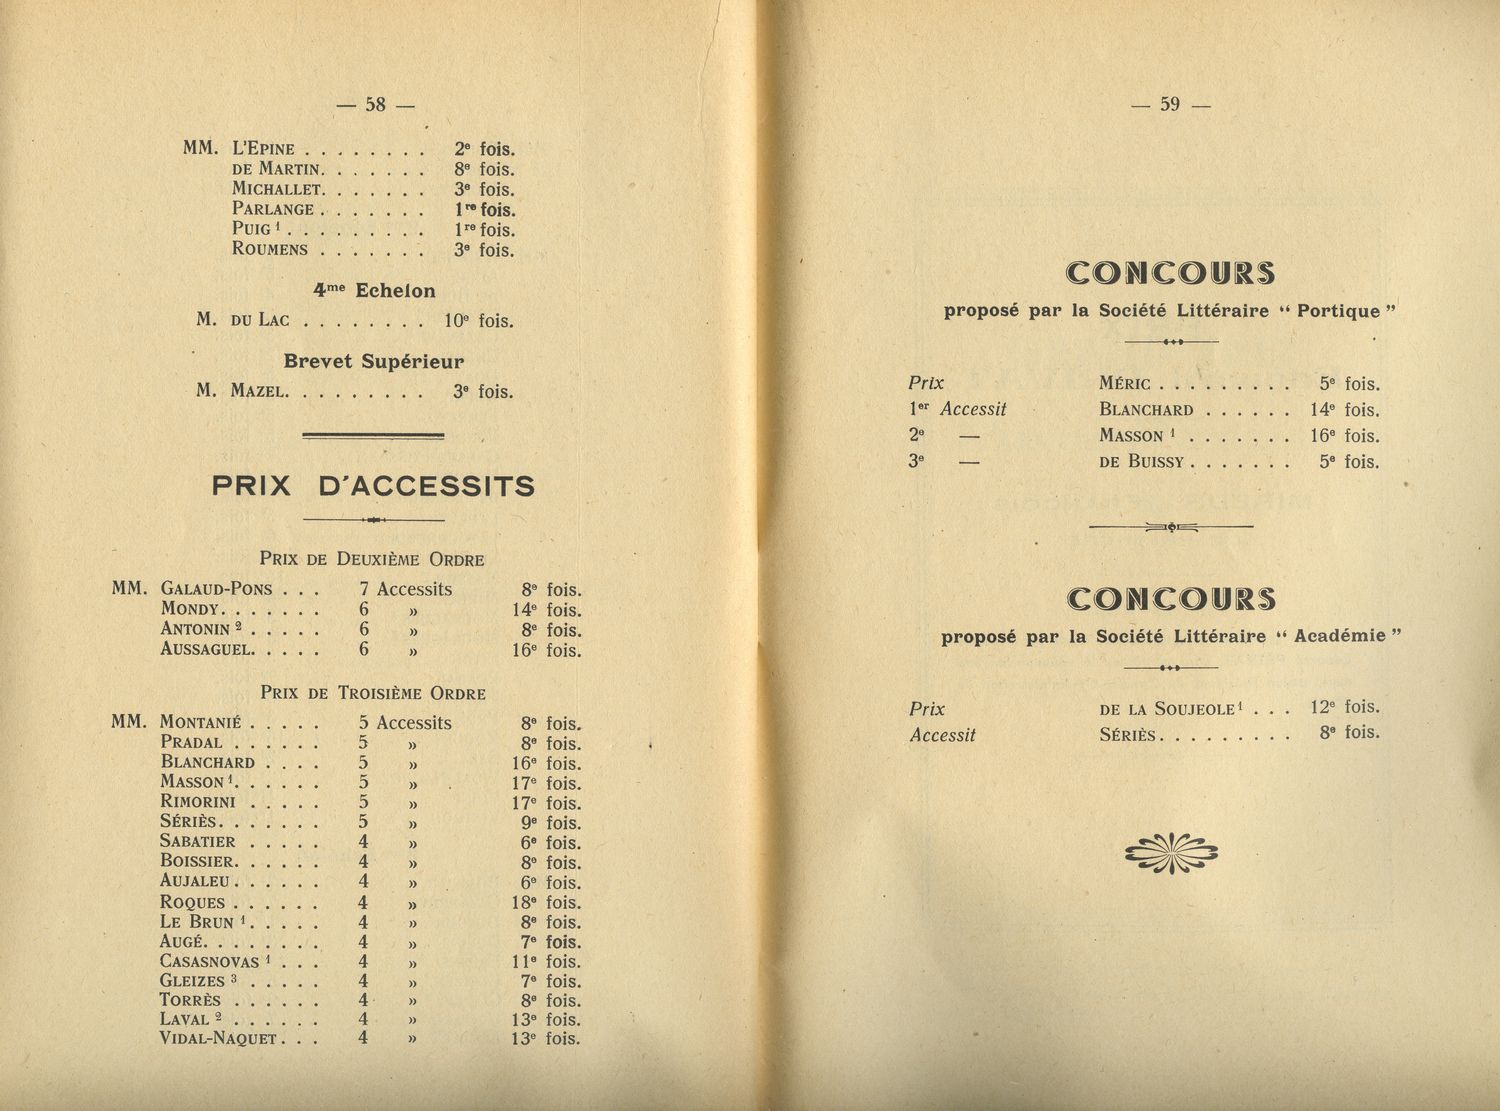 — 58 —
MM. L'EPINE . . . . . . . . 2e fois.
DE MARTIN. . . . . . . 8e fois.
MICHALLET. . . . . . . 3e fois.
PARLANGE . . . . . . . 1re fois.
PUIG 1 . . . . . . . . . 1re fois.
ROUMENS . . . . . . . 3e fois.
4me Echelon
M. DU LAC . . . . . . . . 10e fois.
Brevet Supérieur
M. MAZEL. . . . . . . . . 3e fois.
PRIX D'ACCESSITS
PRIX DE DEUXIÈME ORDRE
MM. GALAUD-PONS . . . 7 Accessits 8e fois.
MONDY. . . . . . . 6 » 14e fois.
ANTONIN 2 . . . . . 6 » 8e fois.
AUSSAGUEL. . . . . 6 » 16e fois.
PRIX DE TROISIÈME ORDRE
MM. MONTANIÉ . . . . . 5 Accessits 8e fois.
PRADAL . . . . . . 5 » 8e fois.
BLANCHARD . . . . 5 » 16e fois.
MASSON 1. . . . . . 5 » 17e fois.
RIMORINI . . . . . 5 » 17e fois.
SÉRIÈS. . . . . . . 5 » 9e fois.
SABATIER . . . . . 4 » 6e fois.
BOISSIER. . . . . . 4 » 8e fois.
AUJALEU . . . . . . 4 » 6e fois.
ROQUES . . . . . . 4 » 18e fois.
LE BRUN 1. . . . . 4 » 8e fois.
AUGÉ. . . . . . . . 4 » 7e fois.
CASASNOVAS 1 . . . 4 » 11e fois.
GLEIZES 3 . . . . . 4 » 7e fois.
TORRÈS . . . . . . 4 » 8e fois.
LAVAL 2 . . . . . . 4 » 13e fois.
VIDAL-NAQUET . . . 4 » 13e fois.
— 59 —
CONCOURS
proposé par la Société Littéraire “ Portique ”
Prix MÉRIC . . . . . . . . . 5e fois.
1er Accessit BLANCHARD . . . . . . 14e fois.
2e — MASSON 1 . . . . . . . 16e fois.
3e — DE BUISSY . . . . . . . 5e fois.
CONCOURS
proposé par la Société Littéraire “ Académie ”
Prix DE LA SOUJEOLE 1 . . . 12e fois.
Accessit SÉRIÈS. . . . . . . . . 8e fois.